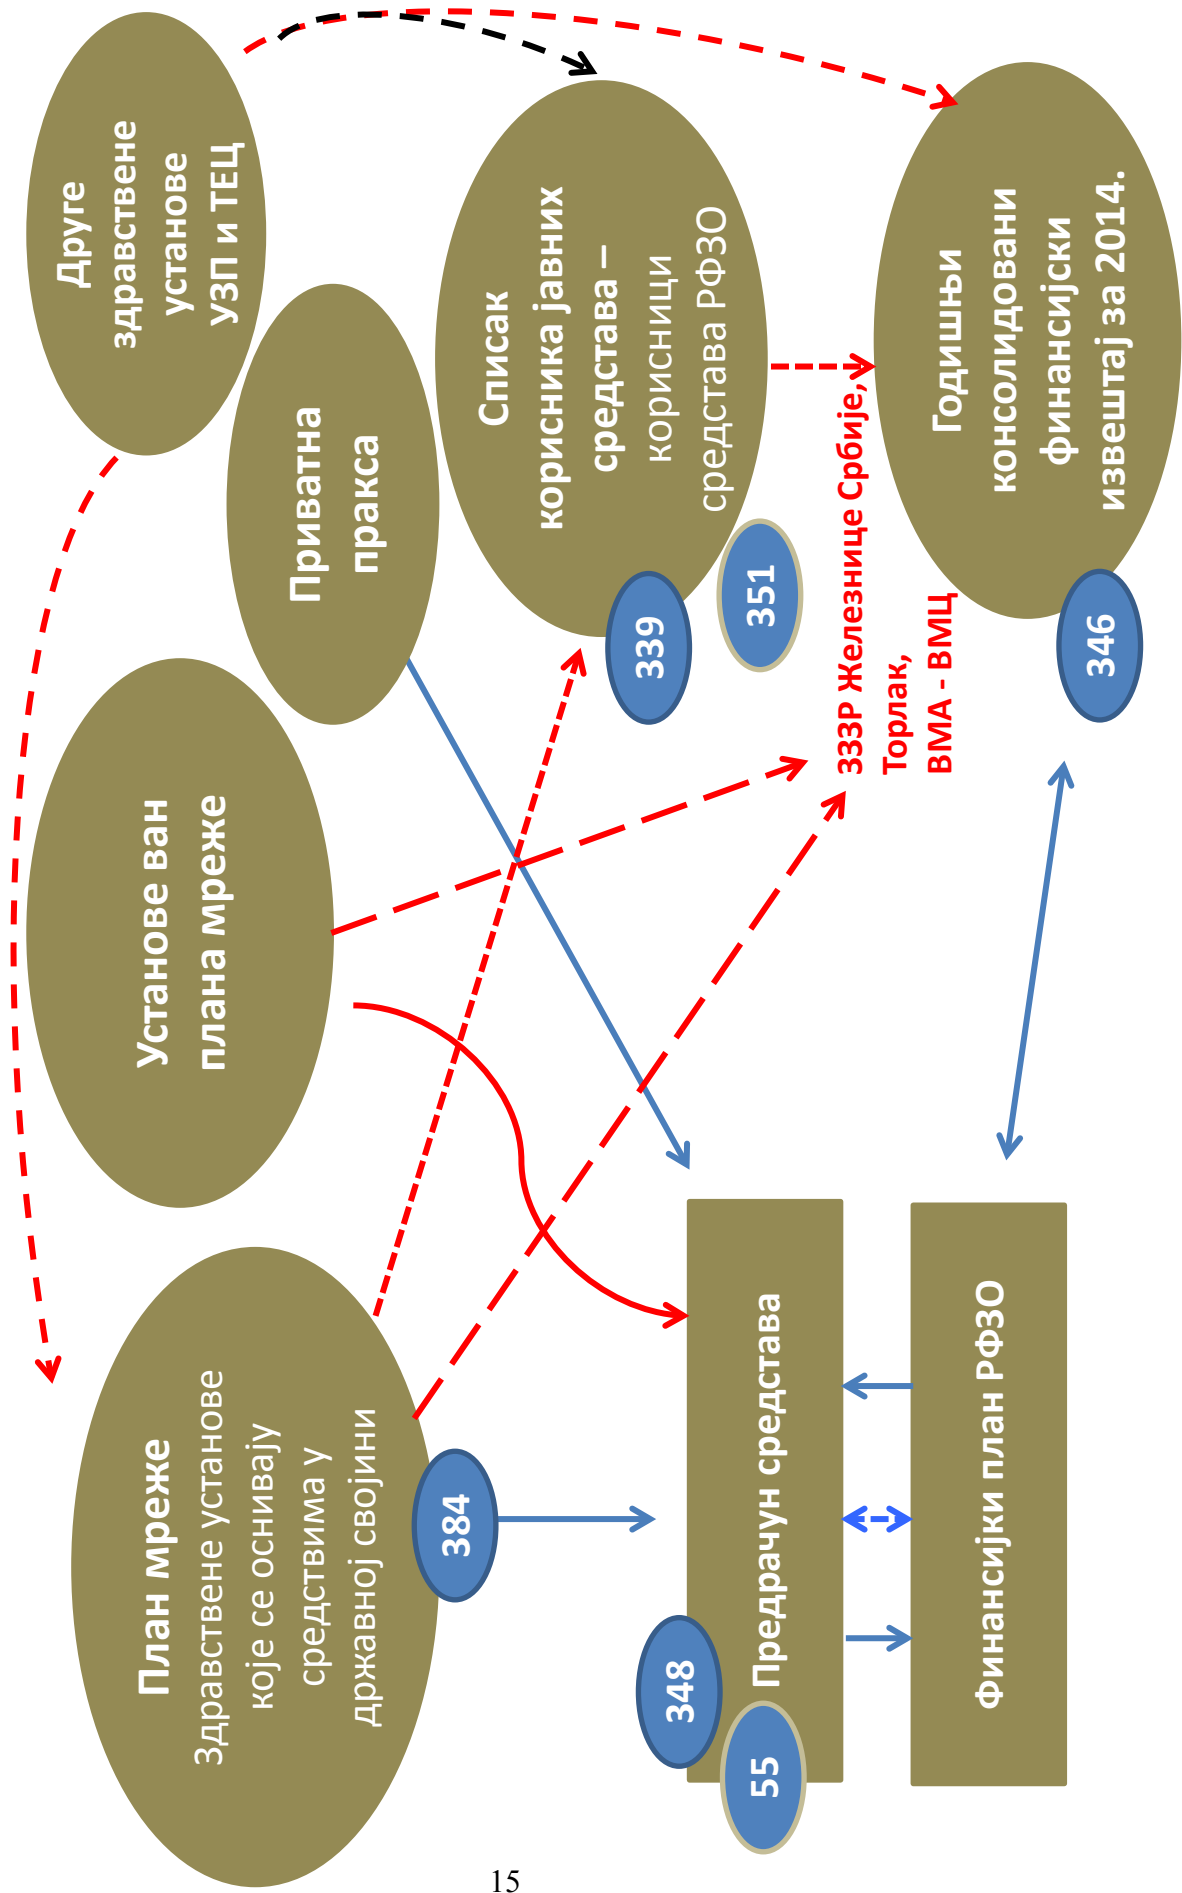 План мреже
Здравствене установе
које се оснивају
средствима у
државној својини
384
Установе ван
плана мреже
Друге
здравствене
установе
УЗП и ТЕЦ
Приватна
пракса
Списак
корисника јавних
средстава –
корисници
средстава РФЗО
339
351
348
55
Предрачун средстава
Финансијки план РФЗО
ЗЗЗР Железнице Србије,
Торлак,
ВМА - ВМЦ
Годишњи
консолидовани
финансијски
извештај за 2014.
346
15